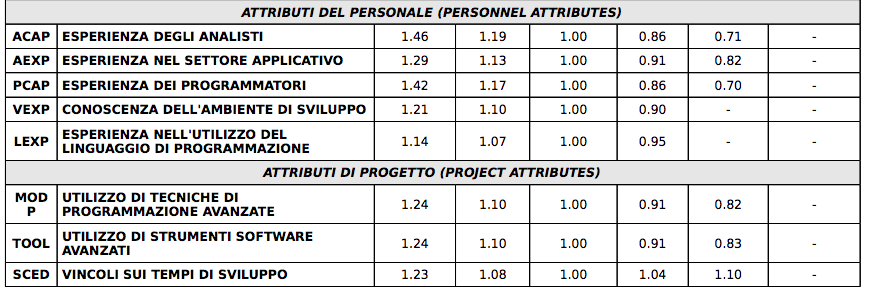 ATTRIBUTI DEL PERSONALE (PERSONNEL ATTRIBUTES)
ACAP ESPERIENZA DEGLI ANALISTI 1.46 1.19 1.00 0.86 0.71 -
AEXP ESPERIENZA NEL SETTORE APPLICATIVO 1.29 1.13 1.00 0.91 0.82 -
PCAP ESPERIENZA DEI PROGRAMMATORI 1.42 1.17 1.00 0.86 0.70 -
VEXP CONOSCENZA DELL'AMBIENTE DI SVILUPPO 1.21 1.10 1.00 0.90 - -
LEXP ESPERIENZA NELL'UTILIZZO DEL
LINGUAGGIO DI PROGRAMMAZIONE 1.14 1.07 1.00 0.95 - -
ATTRIBUTI DI PROGETTO (PROJECT ATTRIBUTES)
MOD UTILIZZO DI TECNICHE DI
P PROGRAMMAZIONE AVANZATE 1.24 1.10 1.00 0.91 0.82 -
TOOL UTILIZZO DI STRUMENTI SOFTWARE
AVANZATI 1.24 1.10 1.00 0.91 0.83 -
SCED VINCOLI SUI TEMPI DI SVILUPPO 1.23 1.08 1.00 1.04 1.10 -